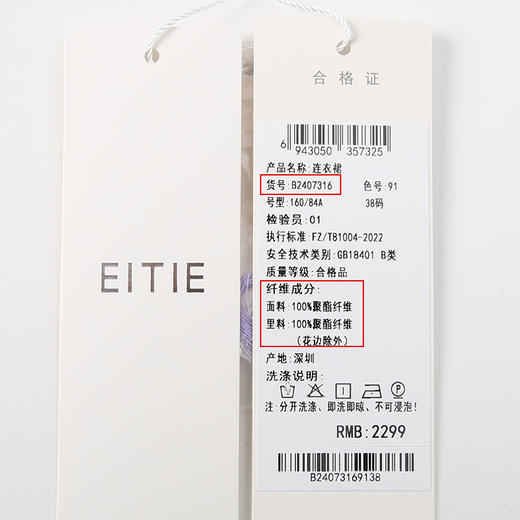 EITIE
合格证
6 943050 357325
产品名称:连衣裙
货号:B2407316 色号:91
号型:160/84A 38码
检验员:01
执行标准:FZ/T81004-2022
安全技术类别:GB18401 B类
质量等级:合格品
纤维成分:
面料:100%聚酯纤维
里料:100%聚酯纤维
(花边除外)
产地:深圳
洗涤说明:
注:分开洗涤、即洗即晾、不可浸泡!
RMB:2299
B24073169138